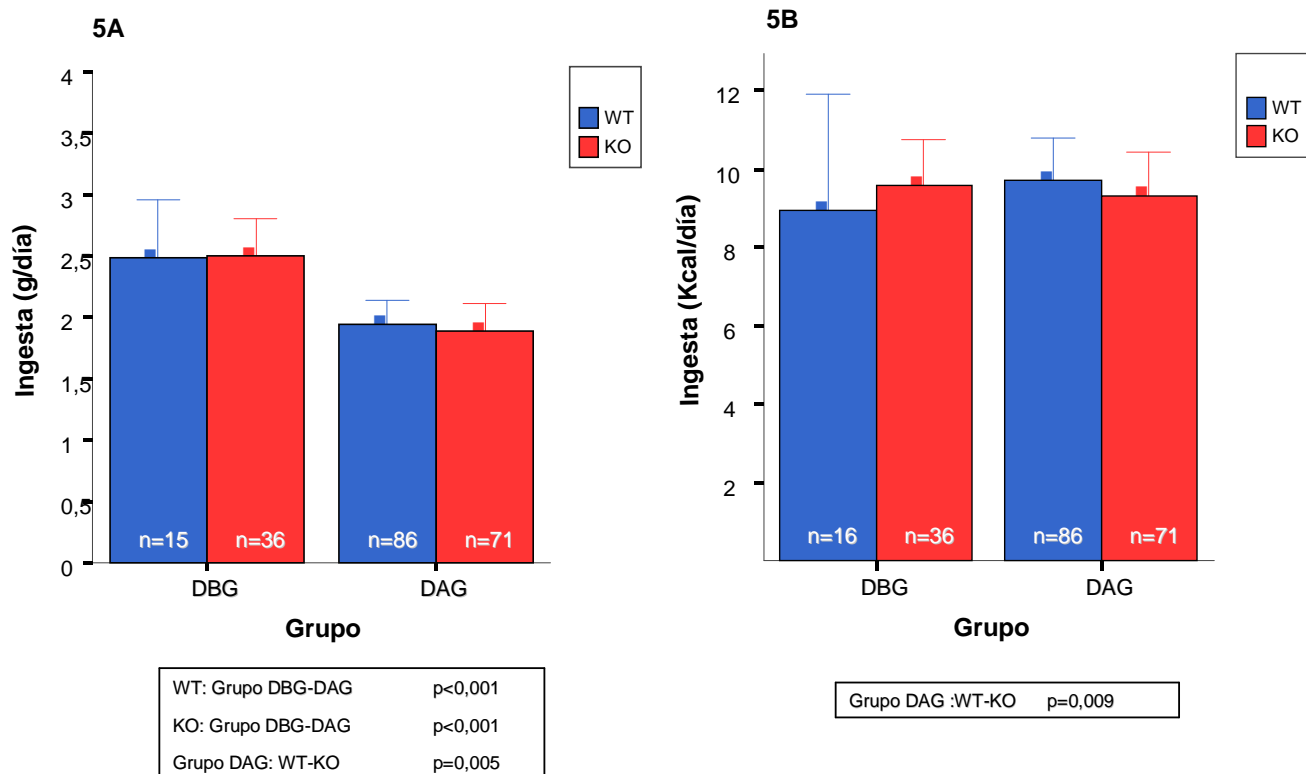 5A
4
3,5
3
2,5
2
1,5
1
0,5
0
Ingesta (g/día)
WT
KO
n=15
n=36
n=86
n=71
DBG
DAG
Grupo
WT: Grupo DBG-DAG p<0,001
KO: Grupo DBG-DAG p<0,001
Grupo DAG: WT-KO p=0,005
5B
12
10
8
6
4
2
Ingesta (Kcal/día)
WT
KO
n=16
n=36
n=86
n=71
DBG
DAG
Grupo
Grupo DAG :WT-KO p=0,009